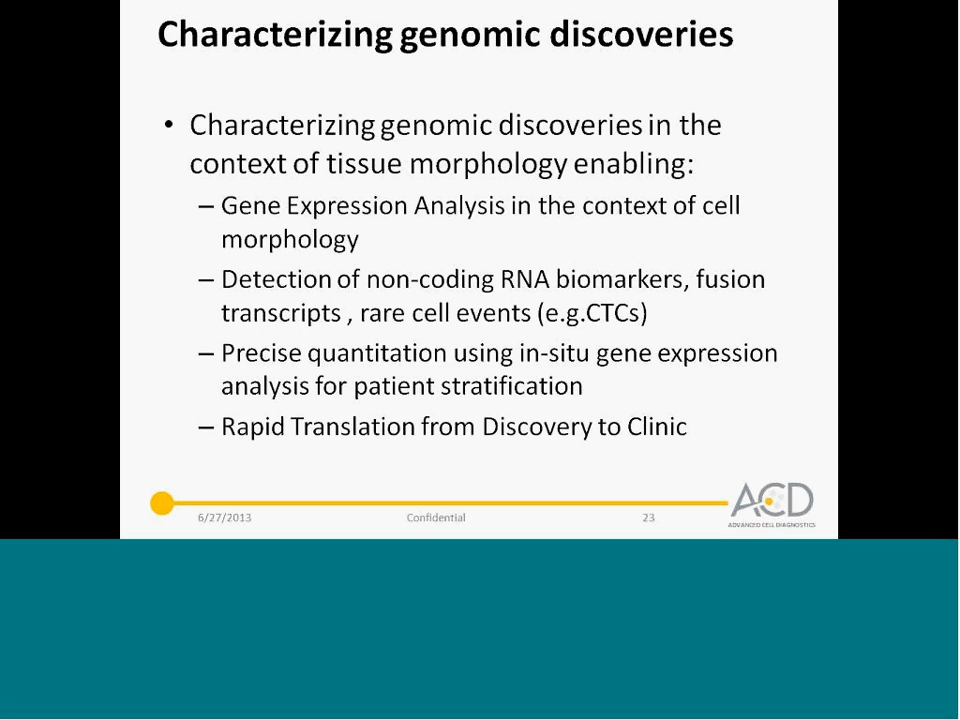 Characterizing genomic discoveries
• Characterizing genomic discoveries in the
context of tissue morphology enabling:
– Gene Expression Analysis in the context of cell
morphology
– Detection of non-coding RNA biomarkers, fusion
transcripts , rare cell events (e.g.CTCs)
– Precise quantitation using in-situ gene expression
analysis for patient stratification
– Rapid Translation from Discovery to Clinic
6/27/2013 Confidential 23
ACD
ADVANCED CELL DIAGNOSTICS